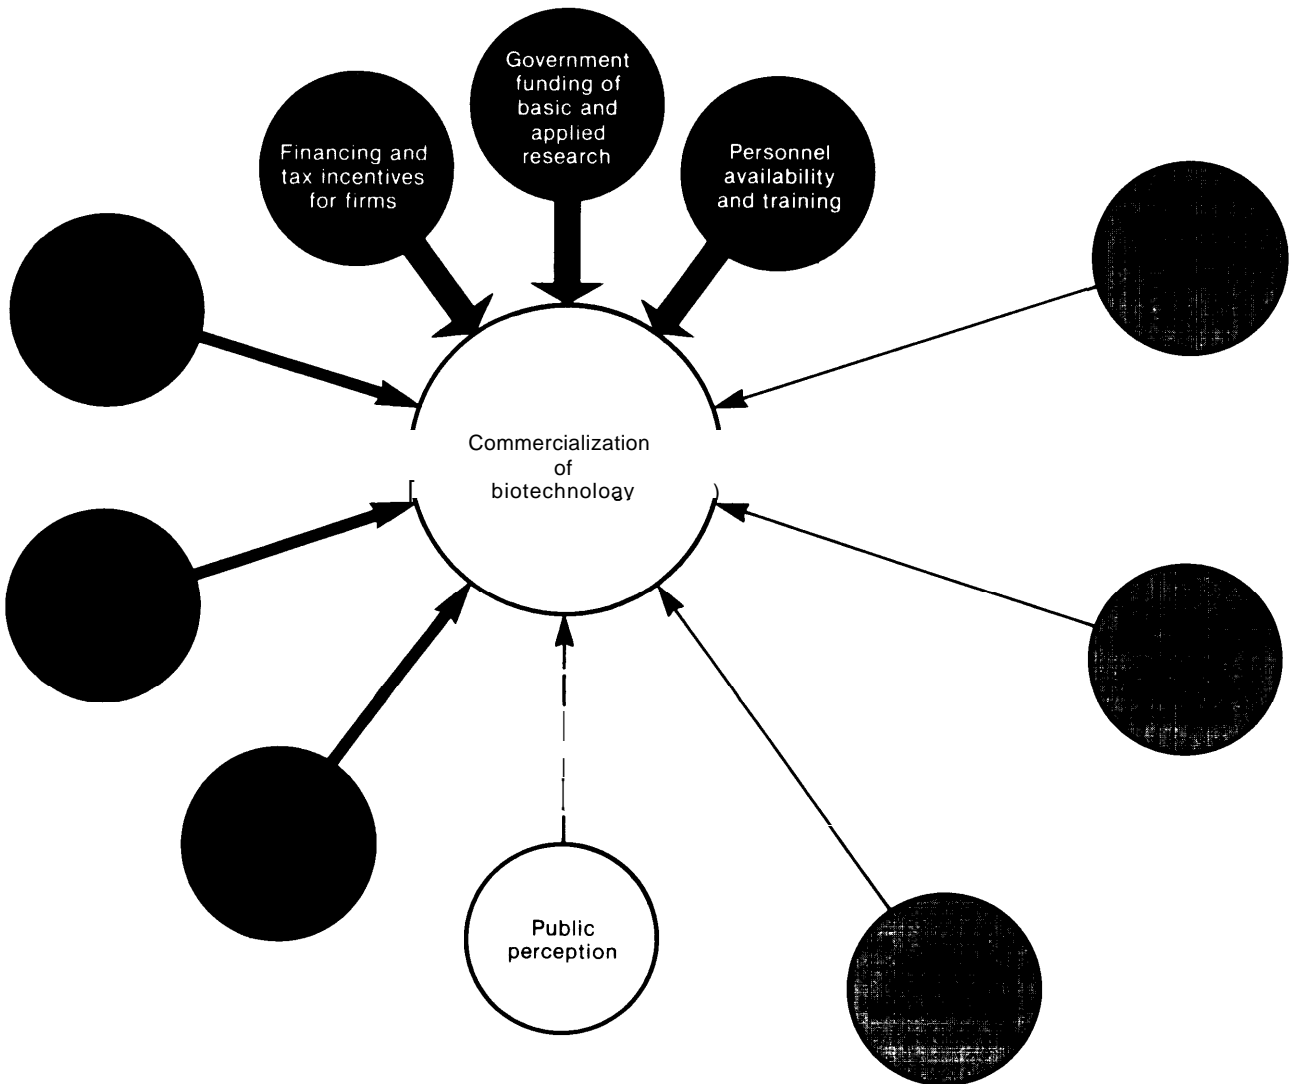 Government
funding of
basic and
applied
research
Financing and
tax incentives
for firms
Personnel
availability
and training
Commercialization
of
biotechnology
Public
perception